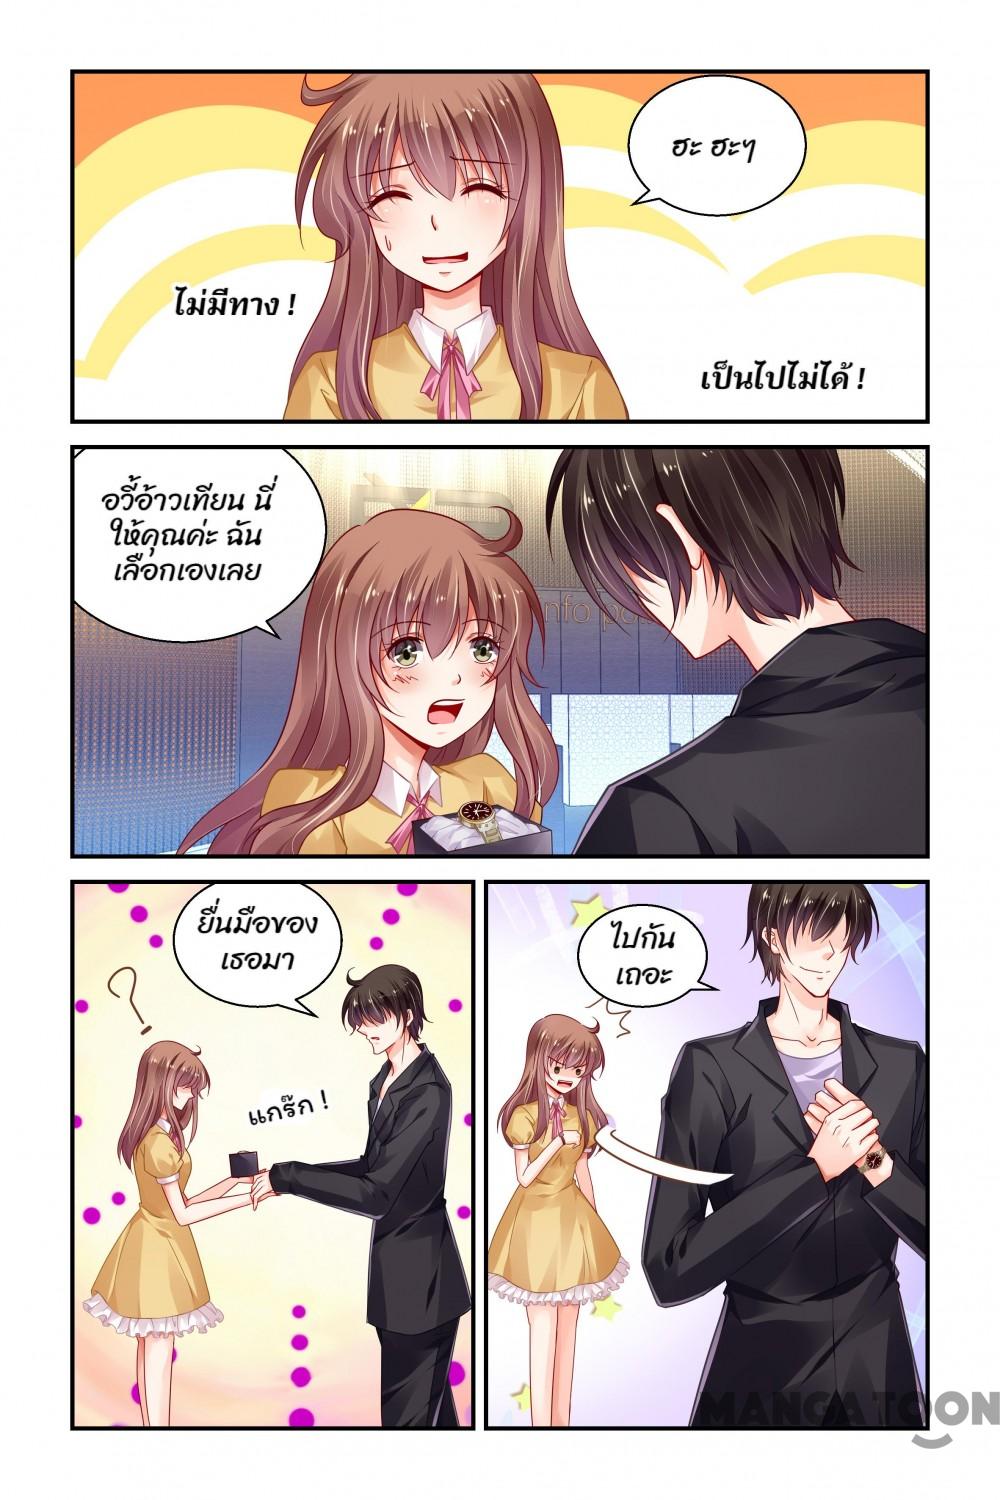 ฮะ ฮะๆ
ไม่มีทาง !
เป็นไปไม่ได้ !
อวี้อ้าวเทียน นี่
ให้คุณค่ะ ฉัน
เลือกเองเลย
nfo po
ยื่นมือของ
เธอมา
?
แกร๊ก !
ไปกัน
เถอะ
MANGATOON